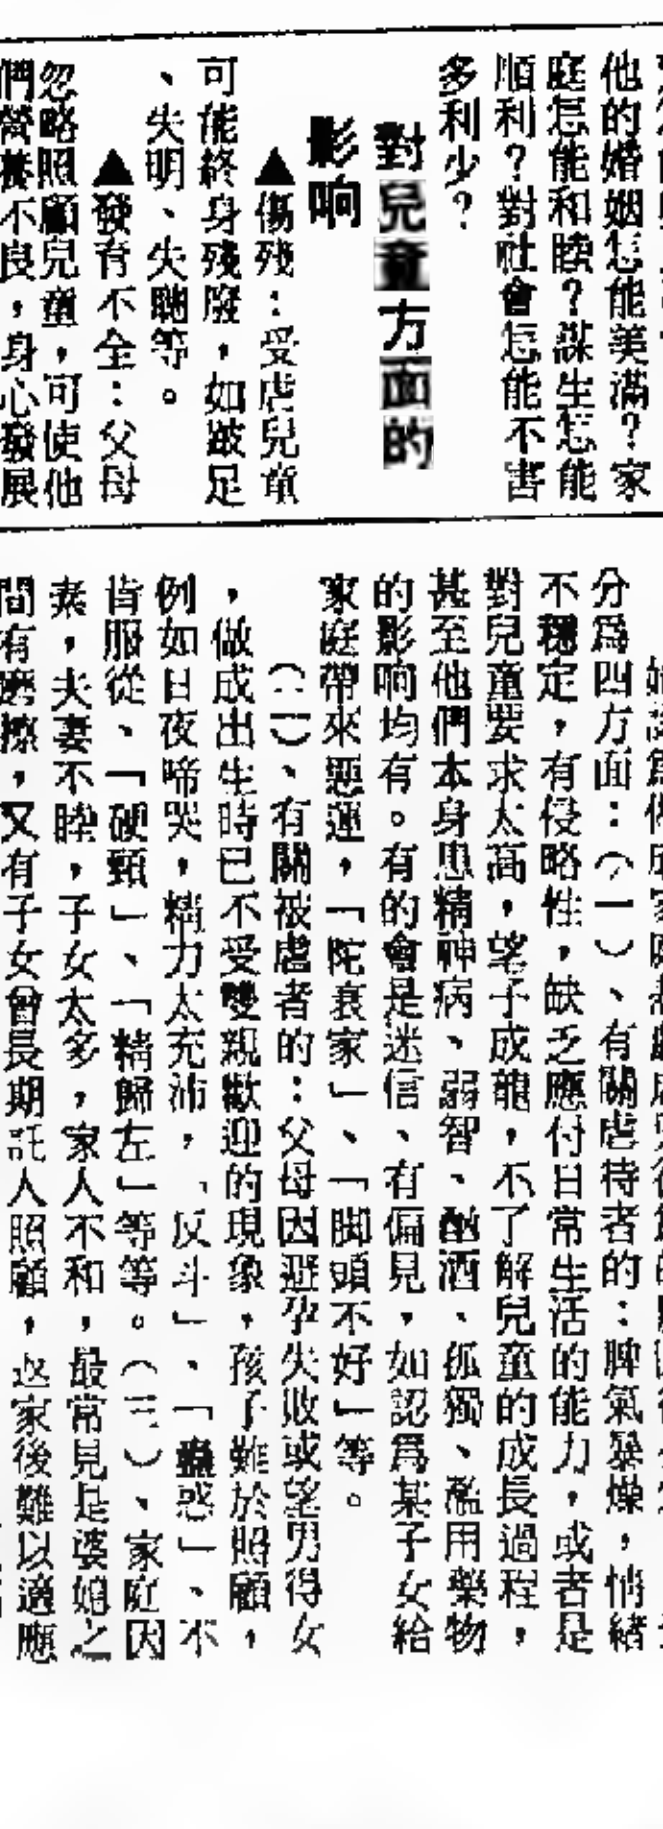 他的婚姻怎能美滿?家
庭怎能和睦?謀生怎能
順利?對社會怎能不害
多利少?
對兒童方面的
影响
▲傷殘:受虐兒童
可能終身殘廢,如跛足
、失明、失聰等。
▲發育不全:父母
忽略照顧兒童,可使他
們營養不良,身心發展
分爲四方面:(一)、有關虐待者的:脾氣暴燥,情緒
不穩定,有侵略性,缺乏應付日常生活的能力,或者是
對兒童要求太高,望子成龍,不了解兒童的成長過程,
甚至他們本身患精神病、弱智、酗酒、孤獨、濫用藥物
的影响均有。有的會是迷信、有偏見,如認爲某子女給
家庭帶來惡運,「陀衰家」、「脚頭不好」等。
(二)、有關被虐者的:父母因避孕失敗或望男得女
,做成出生時已不受雙親歡迎的現象,孩子難於照顧,
例如日夜啼哭,精力太充沛,「反斗」、「蠱惑」、不
肯服從、「硬頸」、「精歸左」等等。(三)、家庭因
素,夫妻不睦,子女太多,家人不和,最常見是婆媳之
間有磨擦,又有子女曾長期託人照顧,返家後難以適應